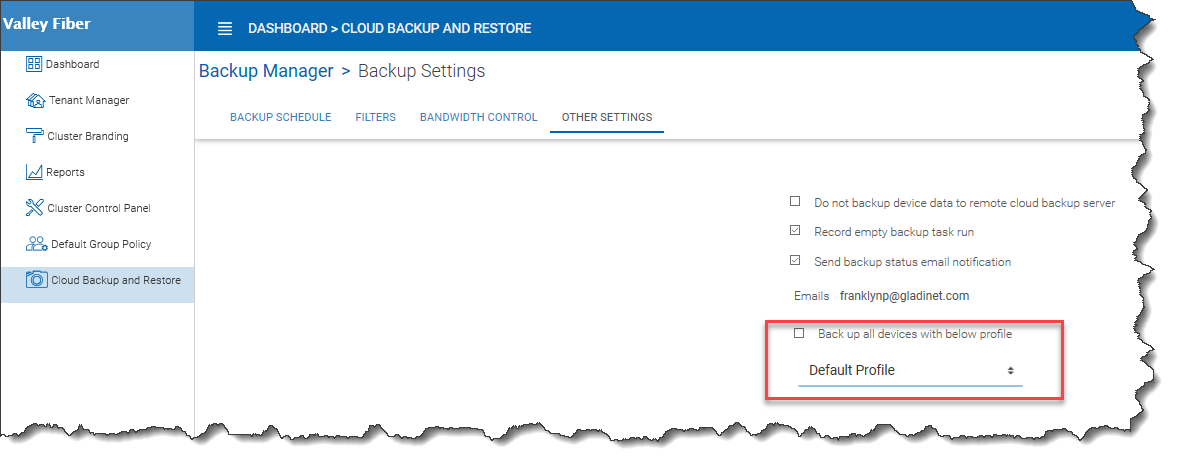 Valley Fiber
DASHBOARD > CLOUD BACKUP AND RESTORE
Dashboard
Tenant Manager
Cluster Branding
Reports
Cluster Control Panel
Default Group Policy
Cloud Backup and Restore
Backup Manager > Backup Settings
BACKUP SCHEDULE FILTERS BANDWIDTH CONTROL OTHER SETTINGS
Do not backup device data to remote cloud backup server
Record empty backup task run
Send backup status email notification
Emails franklynp@gladinet.com
Back up all devices with below profile
Default Profile